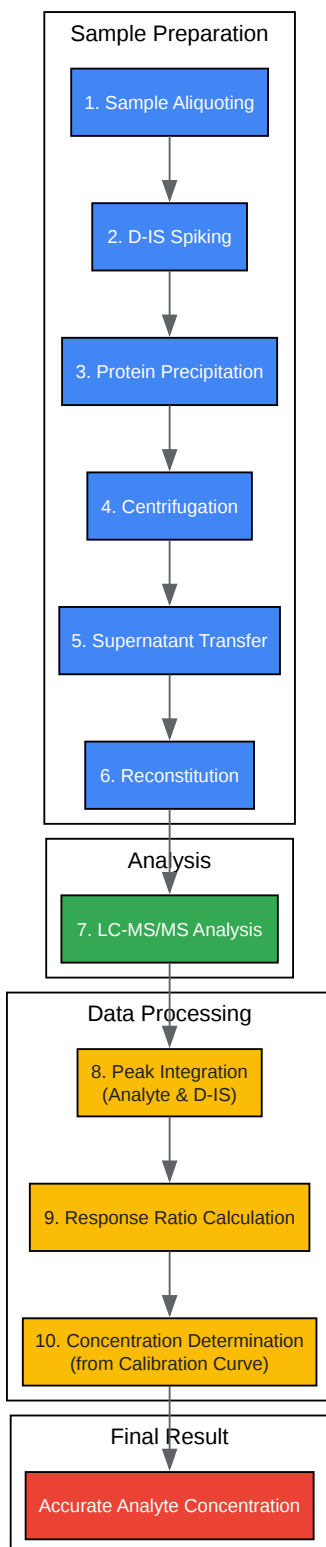 Sample Preparation
1. Sample Aliquoting
2. D-IS Spiking
3. Protein Precipitation
4. Centrifugation
5. Supernatant Transfer
6. Reconstitution
Analysis
7. LC-MS/MS Analysis
Data Processing
8. Peak Integration
(Analyte & D-IS)
9. Response Ratio Calculation
10. Concentration Determination
(from Calibration Curve)
Final Result
Accurate Analyte Concentration